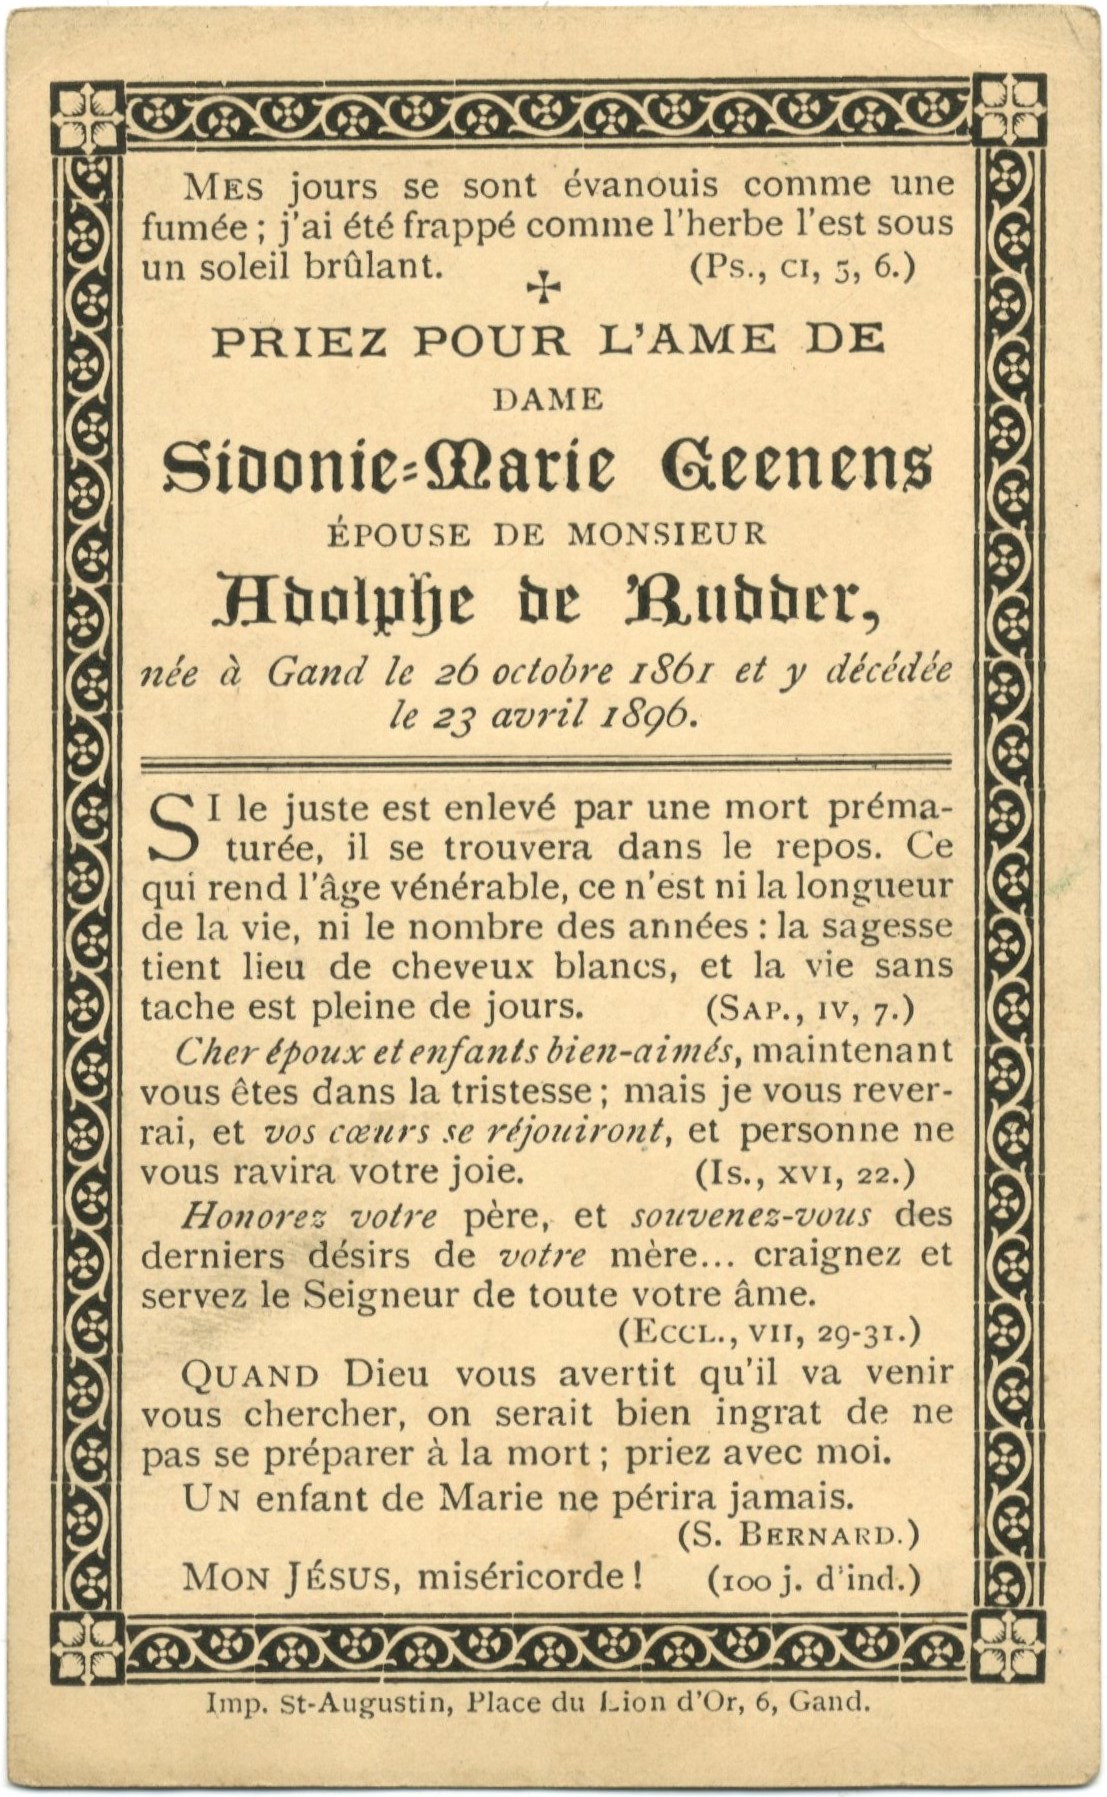 MES jours se sont évanouis comme une
fumée ; j'ai été frappé comme l'herbe l'est sous
un soleil brûlant. (Ps., CI, 5, 6.)
PRIEZ POUR L'AME DE
DAME
Sidonie-Marie Geenens
ÉPOUSE DE MONSIEUR
Adolphe de Rudder,
née à Gand le 26 octobre 1861 et y décédée
le 23 avril 1896.
SI le juste est enlevé par une mort préma-
turée, il se trouvera dans le repos. Ce
qui rend l'âge vénérable, ce n'est ni la longueur
de la vie, ni le nombre des années : la sagesse
tient lieu de cheveux blancs, et la vie sans
tache est pleine de jours. (SAP., IV, 7.)
Cher époux et enfants bien-aimés, maintenant
vous êtes dans la tristesse ; mais je vous rever-
rai, et vos cœurs se réjouiront, et personne ne
vous ravira votre joie. (Is., XVI, 22.)
Honorez votre père, et souvenez-vous des
derniers désirs de votre mère... craignez et
servez le Seigneur de toute votre âme.
(ECCL., VII, 29-31.)
QUAND Dieu vous avertit qu'il va venir
vous chercher, on serait bien ingrat de ne
pas se préparer à la mort ; priez avec moi.
UN enfant de Marie ne périra jamais.
(S. BERNARD.)
MON JÉSUS, miséricorde ! (100 j. d'ind.)
Imp. St-Augustin, Place du Lion d'Or, 6, Gand.